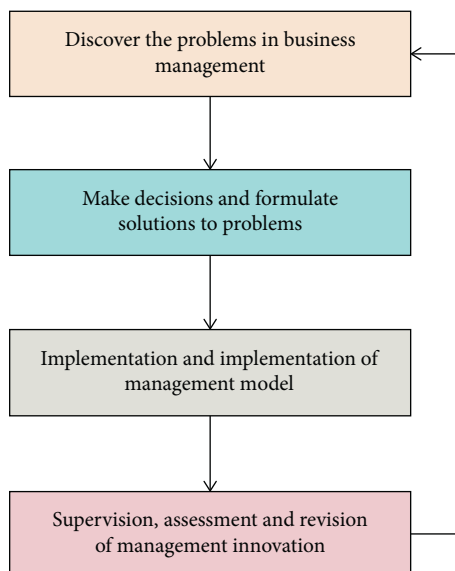 Discover the problems in business
management
Make decisions and formulate
solutions to problems
Implementation and implementation of
management model
Supervision, assessment and revision
of management innovation